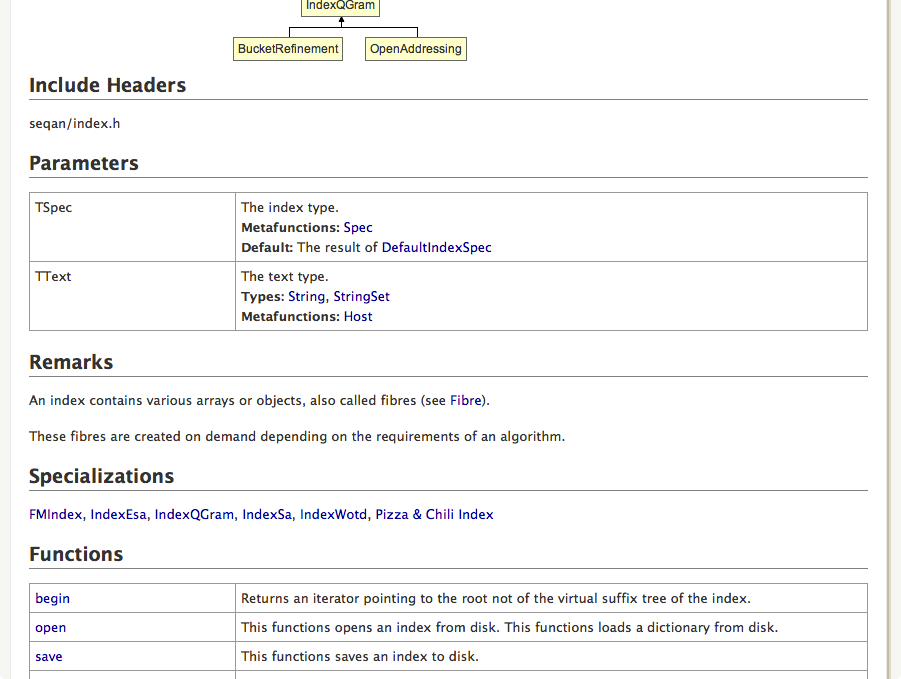 IndexQGram
BucketRefinement OpenAddressing
Include Headers
seqan/index.h
Parameters
TSpec The index type.
Metafunctions: Spec
Default: The result of DefaultIndexSpec
TText The text type.
Types: String, StringSet
Metafunctions: Host
Remarks
An index contains various arrays or objects, also called fibres (see Fibre).
These fibres are created on demand depending on the requirements of an algorithm.
Specializations
FMIndex, IndexEsa, IndexQGram, IndexSa, IndexWotd, Pizza & Chili Index
Functions
begin Returns an iterator pointing to the root not of the virtual suffix tree of the index.
open This functions opens an index from disk. This functions loads a dictionary from disk.
save This functions saves an index to disk.